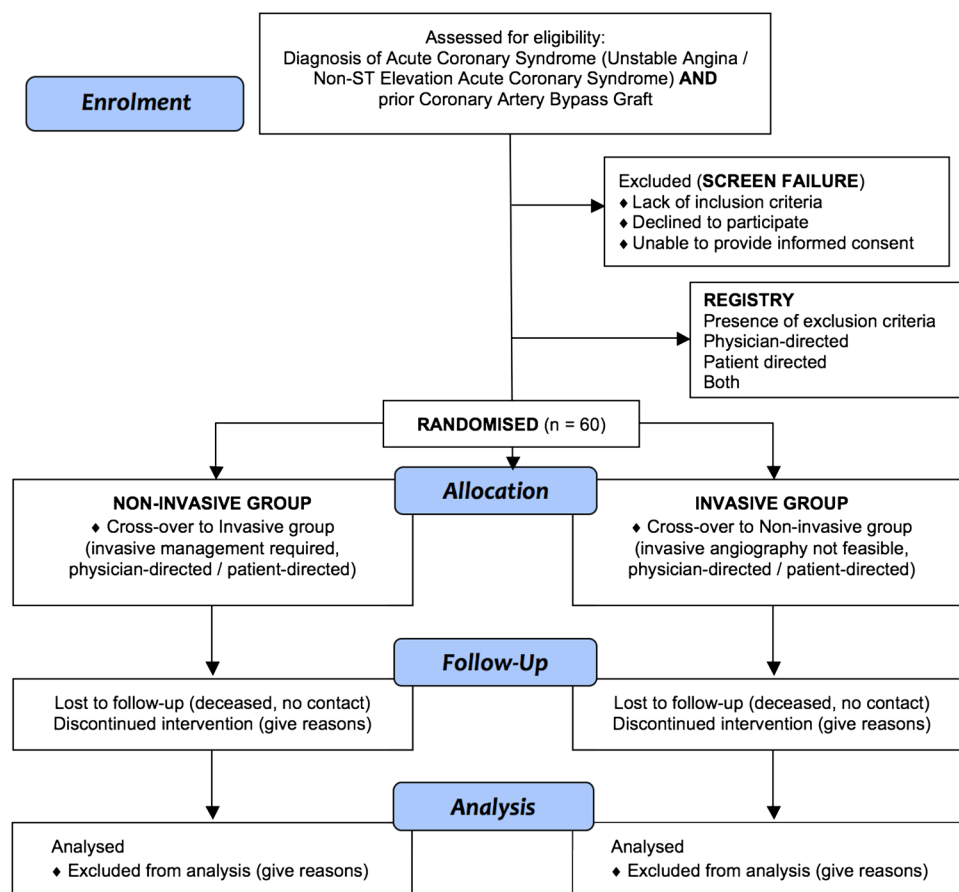 Assessed for eligibility:
Diagnosis of Acute Coronary Syndrome (Unstable Angina /
Non-ST Elevation Acute Coronary Syndrome) AND
prior Coronary Artery Bypass Graft
Enrolment
Excluded (SCREEN FAILURE)
♦ Lack of inclusion criteria
♦ Declined to participate
♦ Unable to provide informed consent
REGISTRY
Presence of exclusion criteria
Physician-directed
Patient directed
Both
RANDOMISED (n = 60)
Allocation
NON-INVASIVE GROUP
♦ Cross-over to Invasive group
(invasive management required,
physician-directed / patient-directed)
INVASIVE GROUP
♦ Cross-over to Non-invasive group
(invasive angiography not feasible,
physician-directed / patient-directed)
Follow-Up
Lost to follow-up (deceased, no contact)
Discontinued intervention (give reasons)
Lost to follow-up (deceased, no contact)
Discontinued intervention (give reasons)
Analysis
Analysed
♦ Excluded from analysis (give reasons)
Analysed
♦ Excluded from analysis (give reasons)